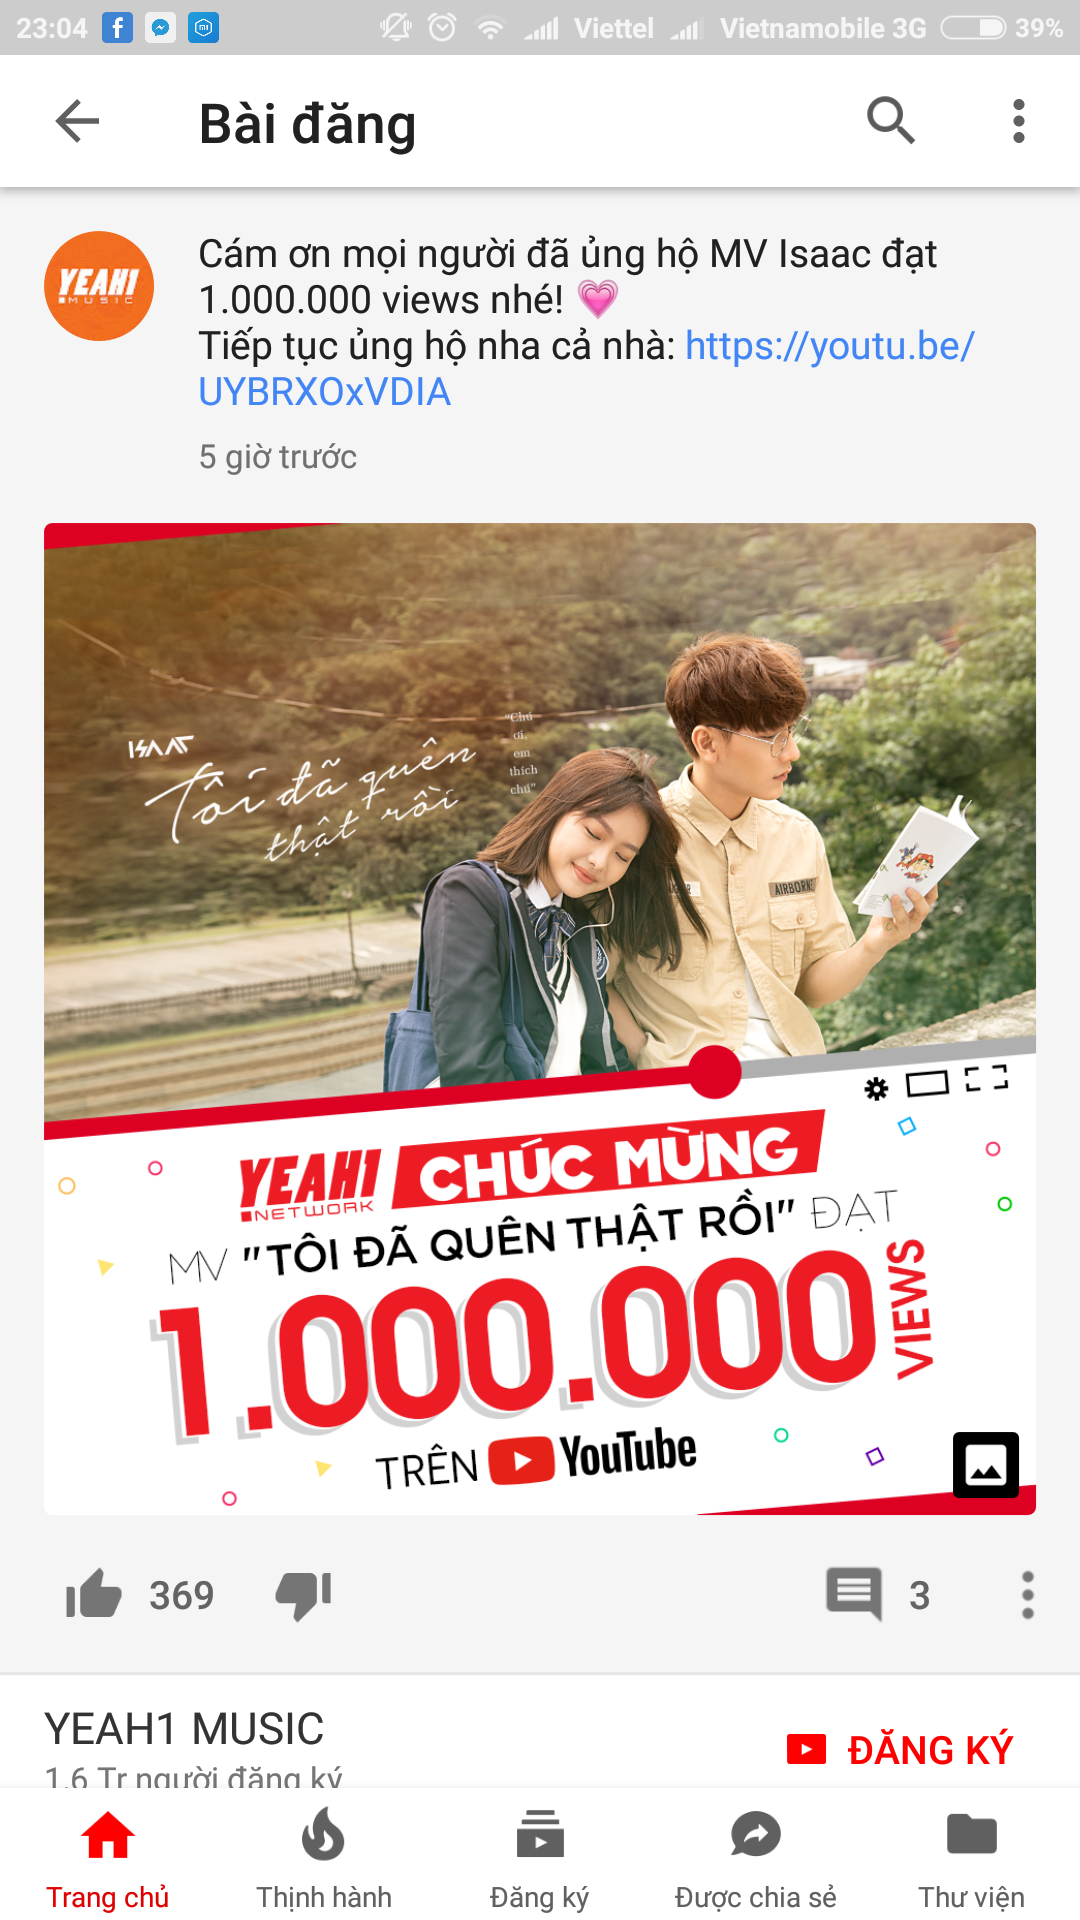 23:04 Viettel Vietnamobile 3G 39%
Bài đăng
YEAH1
MUSIC
Cám ơn mọi người đã ủng hộ MV Isaac đạt
1.000.000 views nhé! 💗
Tiếp tục ủng hộ nha cả nhà: https://youtu.be/
UYBRXOxVDIA
5 giờ trước
ISAAC
Tôi đã quên
thật rồi
"Chú
ơi,
em
thích
chú"
AIRBORNE
YEAH1
NETWORK
CHÚC MỪNG
MV "TÔI ĐÃ QUÊN THẬT RỒI" ĐẠT
1.000.000
VIEWS
TRÊN YouTube
369
3
YEAH1 MUSIC
ĐĂNG KÝ
1,6 Tr người đăng ký
Trang chủ
Thịnh hành
Đăng ký
Được chia sẻ
Thư viện